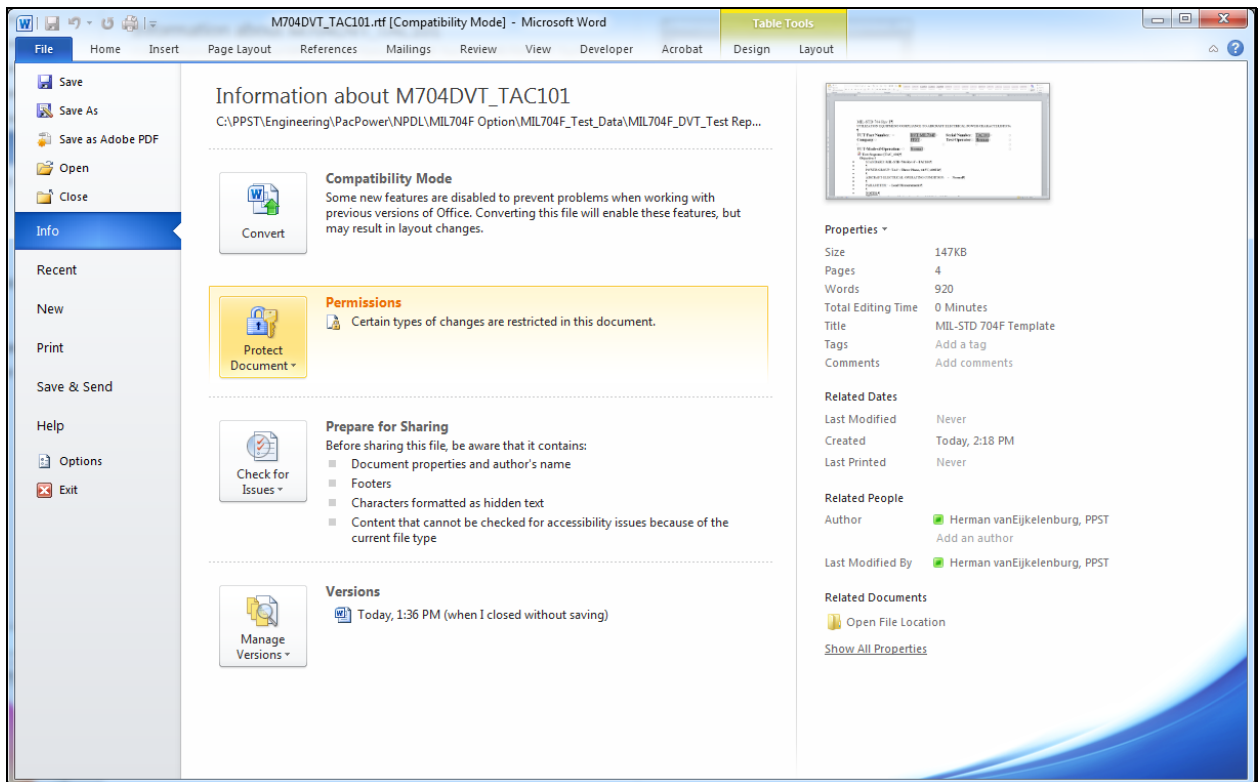 M704DVT_TAC101.rtf [Compatibility Mode] - Microsoft Word
Table Tools
File Home Insert Page Layout References Mailings Review View Developer Acrobat Design Layout
Save
Save As
Save as Adobe PDF
Open
Close
Info
Recent
New
Print
Save & Send
Help
Options
Exit
Information about M704DVT_TAC101
C:\PPST\Engineering\PacPower\NPDL\MIL704F Option\MIL704F_Test_Data\MIL704F_DVT_Test Rep...
Convert
Compatibility Mode
Some new features are disabled to prevent problems when working with
previous versions of Office. Converting this file will enable these features, but
may result in layout changes.
Protect
Document
Permissions
Certain types of changes are restricted in this document.
Check for
Issues
Prepare for Sharing
Before sharing this file, be aware that it contains:
Document properties and author's name
Footers
Characters formatted as hidden text
Content that cannot be checked for accessibility issues because of the
current file type
Manage
Versions
Versions
Today, 1:36 PM (when I closed without saving)
Properties
Size 147KB
Pages 4
Words 920
Total Editing Time 0 Minutes
Title MIL-STD 704F Template
Tags Add a tag
Comments Add comments
Related Dates
Last Modified Never
Created Today, 2:18 PM
Last Printed Never
Related People
Author Herman vanEijkelenburg, PPST
Add an author
Last Modified By Herman vanEijkelenburg, PPST
Related Documents
Open File Location
Show All Properties